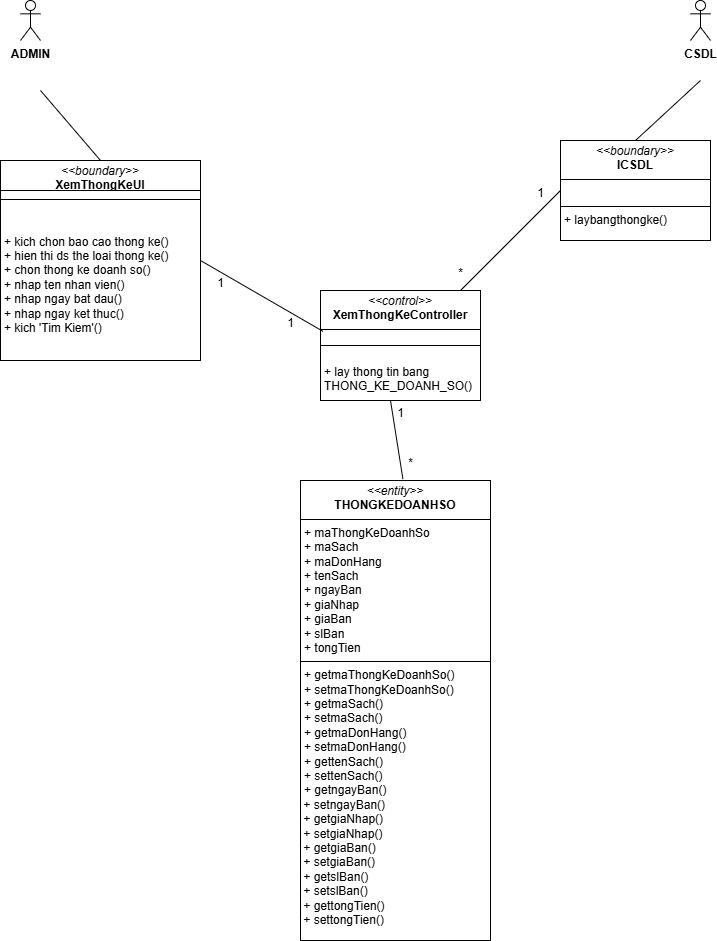 ADMIN
CSDL
<<boundary>>
XemThongKeUI
+ kich chon bao cao thong ke()
+ hien thi ds the loai thong ke()
+ chon thong ke doanh so()
+ nhap ten nhan vien()
+ nhap ngay bat dau()
+ nhap ngay ket thuc()
+ kich 'Tim Kiem'()
<<boundary>>
ICSDL
+ laybangthongke()
1
*
1
1
<<control>>
XemThongKeController
+ lay thong tin bang
THONG_KE_DOANH_SO()
1
*
<<entity>>
THONGKEDOANHSO
+ maThongKeDoanhSo
+ maSach
+ maDonHang
+ tenSach
+ ngayBan
+ giaNhap
+ giaBan
+ slBan
+ tongTien
+ getmaThongKeDoanhSo()
+ setmaThongKeDoanhSo()
+ getmaSach()
+ setmaSach()
+ getmaDonHang()
+ setmaDonHang()
+ gettenSach()
+ settenSach()
+ getngayBan()
+ setngayBan()
+ getgiaNhap()
+ setgiaNhap()
+ getgiaBan()
+ setgiaBan()
+ getslBan()
+ setslBan()
+ gettongTien()
+ settongTien()